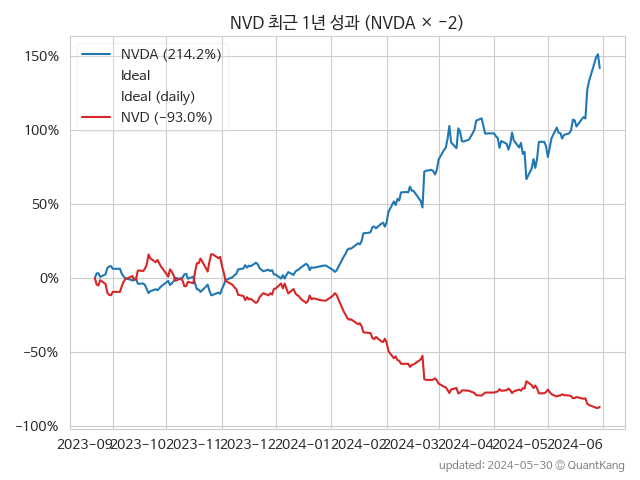 NVD 최근 1년 성과 (NVDA × −2)
NVDA (214.2%)
Ideal
Ideal (daily)
NVD (−93.0%)
150%
100%
50%
0%
−50%
−100%
2023-09 2023-10 2023-11 2023-12 2024-01 2024-02 2024-03 2024-04 2024-05 2024-06
updated: 2024-05-30 © QuantKang